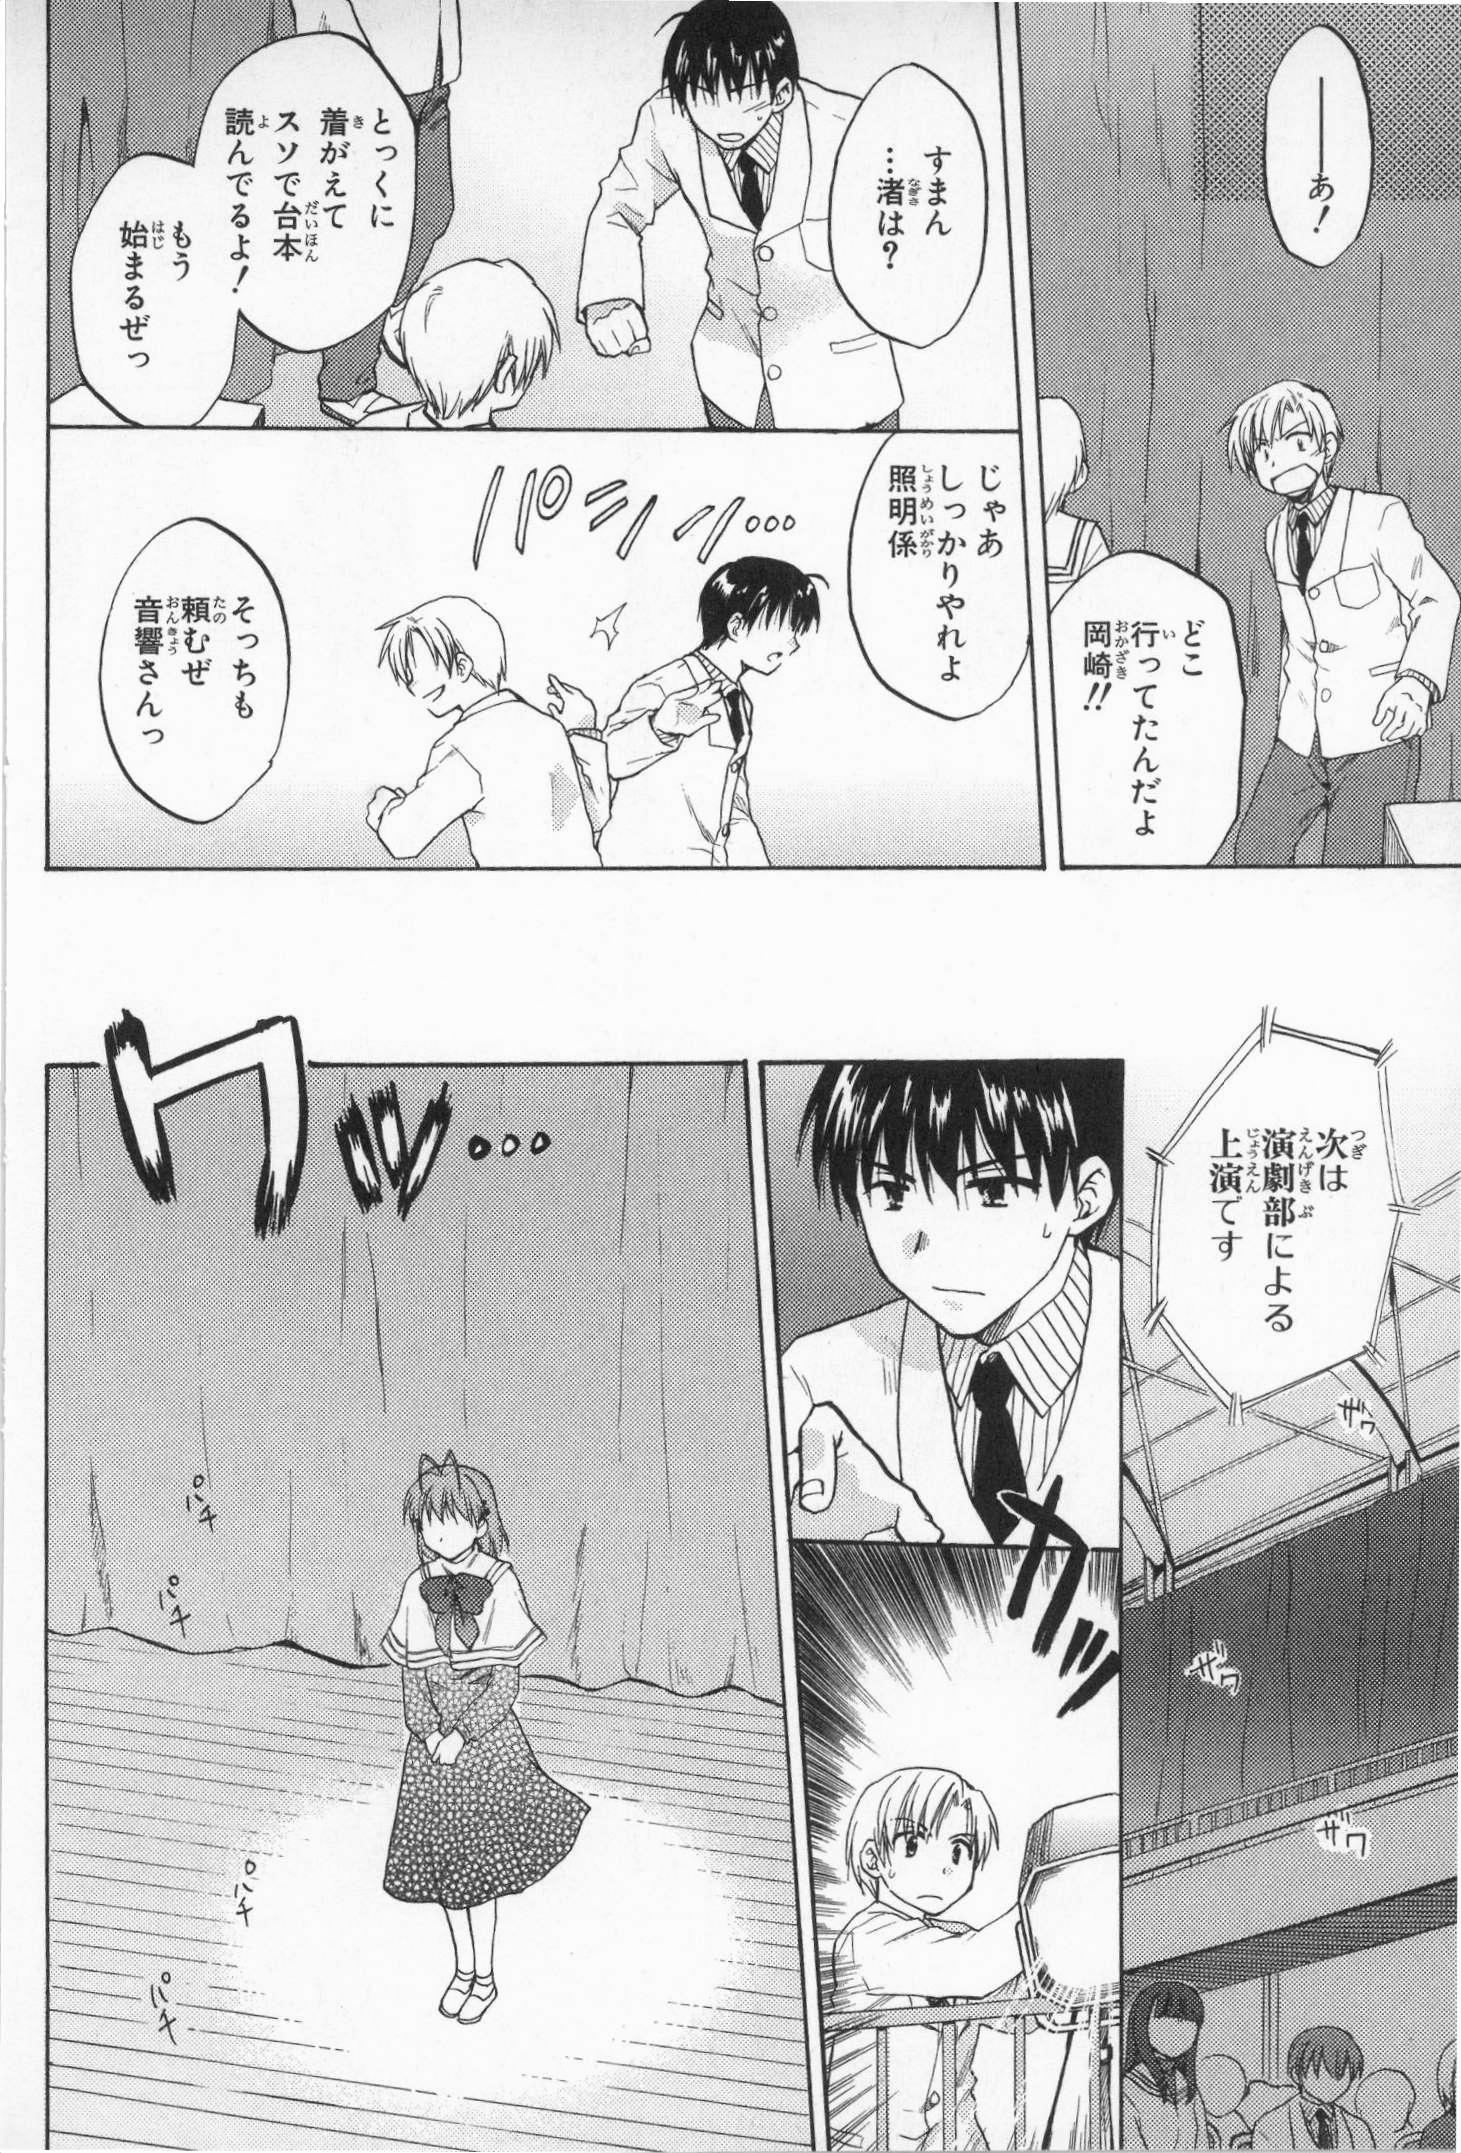 ───あ！
どこ
行ってたんだよ
岡崎!!
すまん
…渚は？
とっくに
着がえて
スソで台本
読んでるよ！
もう
始まるぜっ
じゃあ
しっかりやれよ
照明係
パシッ…
そっちも
頼むぜ
音響さんっ
次は
演劇部による
上演です
ザワ
ザワ
カッ
ワッ…
パチ
パチ
パチ
パチ